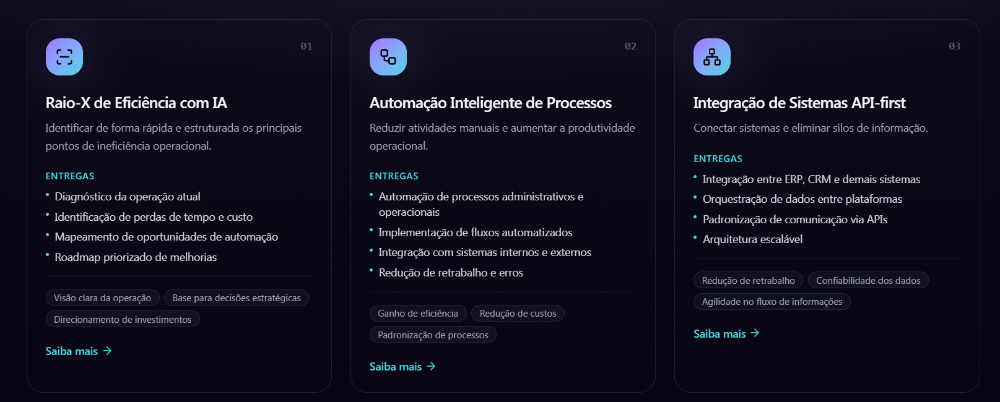 01
Raio-X de Eficiência com IA
Identificar de forma rápida e estruturada os principais
pontos de ineficiência operacional.
ENTREGAS
• Diagnóstico da operação atual
• Identificação de perdas de tempo e custo
• Mapeamento de oportunidades de automação
• Roadmap priorizado de melhorias
Visão clara da operação
Base para decisões estratégicas
Direcionamento de investimentos
Saiba mais →
02
Automação Inteligente de Processos
Reduzir atividades manuais e aumentar a produtividade
operacional.
ENTREGAS
• Automação de processos administrativos e
operacionais
• Implementação de fluxos automatizados
• Integração com sistemas internos e externos
• Redução de retrabalho e erros
Ganho de eficiência
Redução de custos
Padronização de processos
Saiba mais →
03
Integração de Sistemas API-first
Conectar sistemas e eliminar silos de informação.
ENTREGAS
• Integração entre ERP, CRM e demais sistemas
• Orquestração de dados entre plataformas
• Padronização de comunicação via APIs
• Arquitetura escalável
Redução de retrabalho
Confiabilidade dos dados
Agilidade no fluxo de informações
Saiba mais →